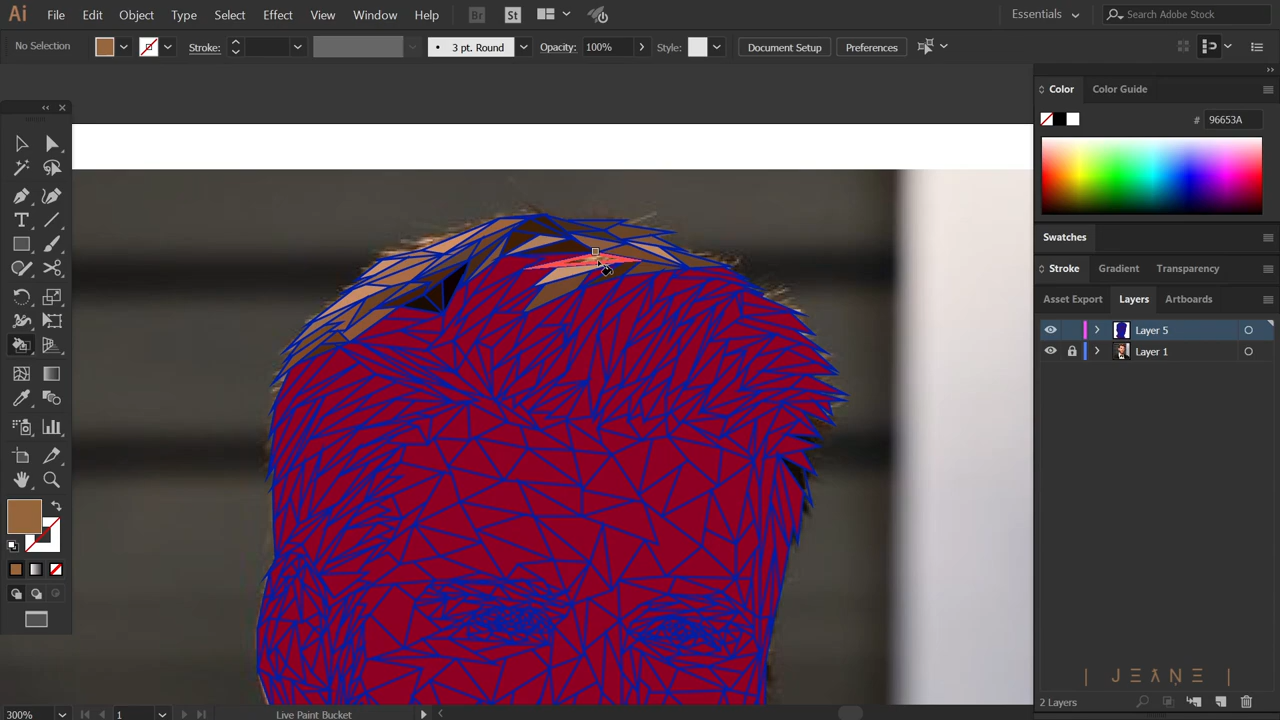 Ai File Edit Object Type Select Effect View Window Help Br St Essentials Search Adobe Stock
No Selection Stroke: 3 pt. Round Opacity: 100% Style: Document Setup Preferences
Color Color Guide
# 96653A
Swatches
Stroke Gradient Transparency
Asset Export Layers Artboards
Layer 5
Layer 1
| JEANE |
2 Layers
300% 1 Live Paint Bucket